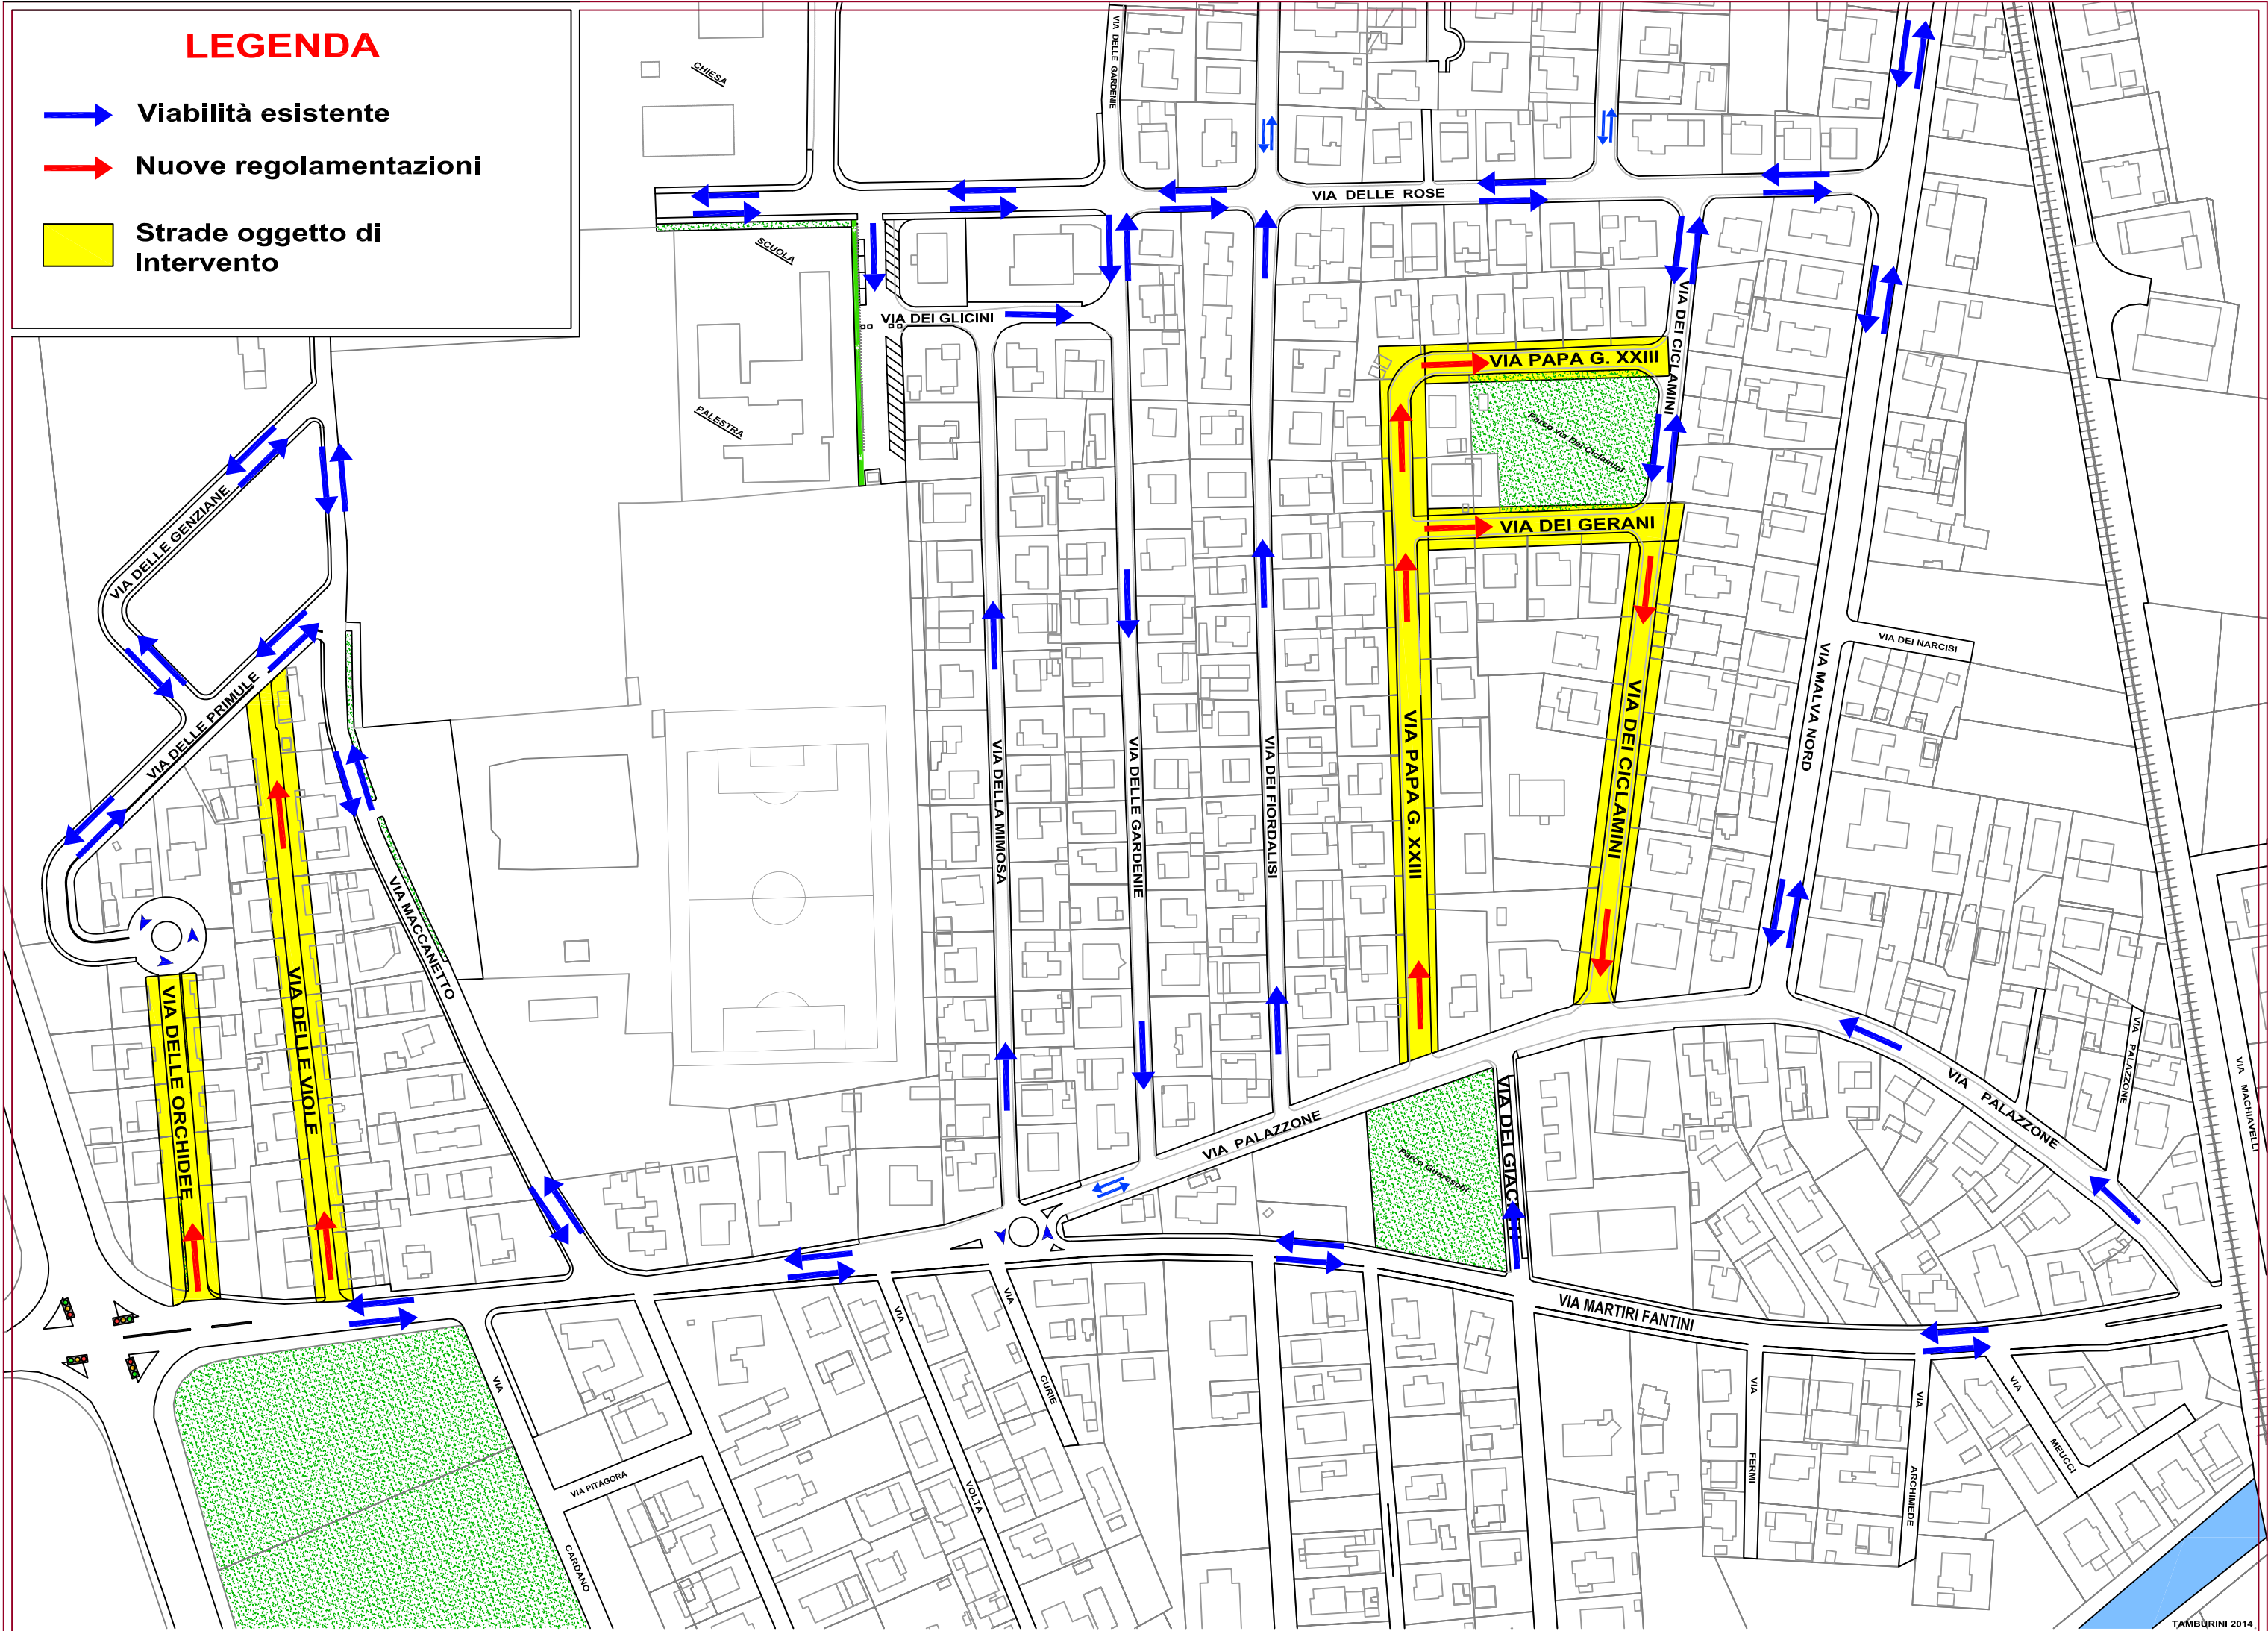 LEGENDA
Viabilità esistente
Nuove regolamentazioni
Strade oggetto di
intervento
CHIESA
VIA DELLE GARDENIE
VIA DELLE ROSE
SCUOLA
VIA DEI GLICINI
VIA DEI CICLAMINI
VIA PAPA G. XXIII
PALESTRA
Parco via Dei Ciclamini
VIA DELLE GENZIANE
VIA DEI GERANI
VIA DEI NARCISI
VIA DELLE PRIMULE
VIA MALVA NORD
VIA DELLA MIMOSA
VIA DELLE GARDENIE
VIA DEI FIORDALISI
VIA PAPA G. XXIII
VIA DEI CICLAMINI
VIA MACCANETTO
VIA DELLE VIOLE
VIA DELLE ORCHIDEE
VIA PALAZZONE
VIA PALAZZONE
VIA MACHIAVELLI
VIA PALAZZONE
Parco Guareschi
VIA DEI
VIA MARTIRI FANTINI
VIA CARDANO
VIA PITAGORA
VIA VOLTA
VIA CURIE
VIA FERMI
VIA ARCHIMEDE
VIA MEUCCI
TAMBURINI 2014